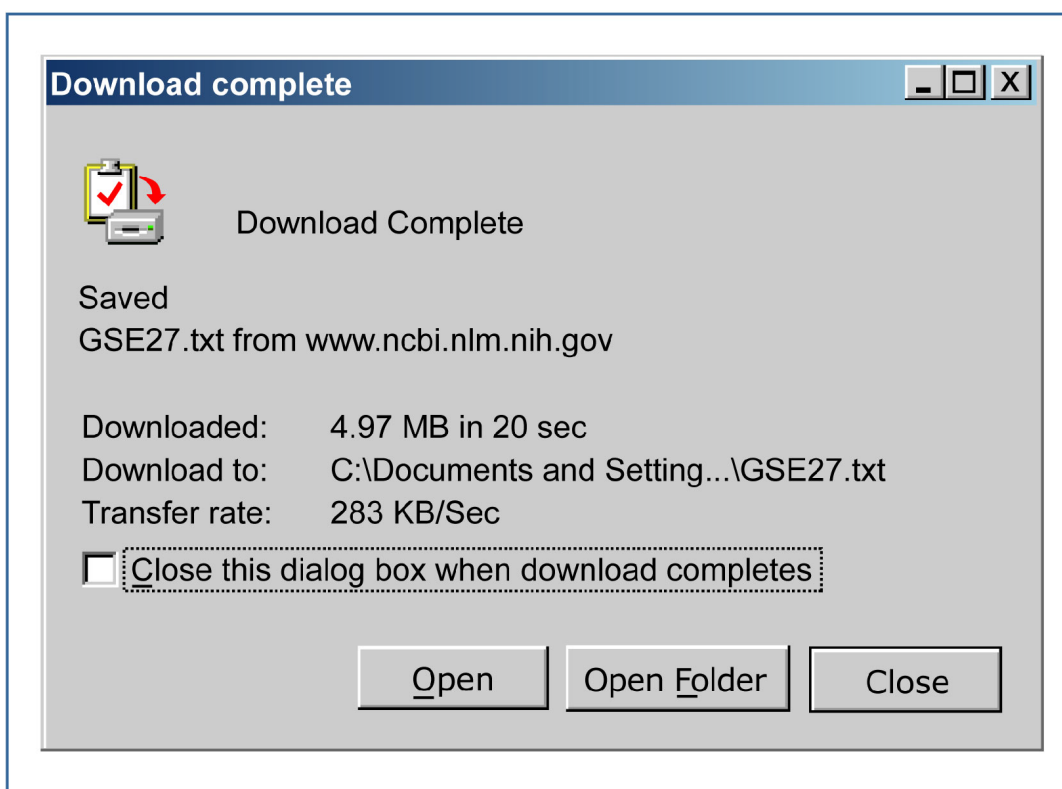 Download complete
Download Complete
Saved
GSE27.txt from www.ncbi.nlm.nih.gov
Downloaded: 4.97 MB in 20 sec
Download to: C:\Documents and Setting...\GSE27.txt
Transfer rate: 283 KB/Sec
Close this dialog box when download completes
Open Open Folder Close